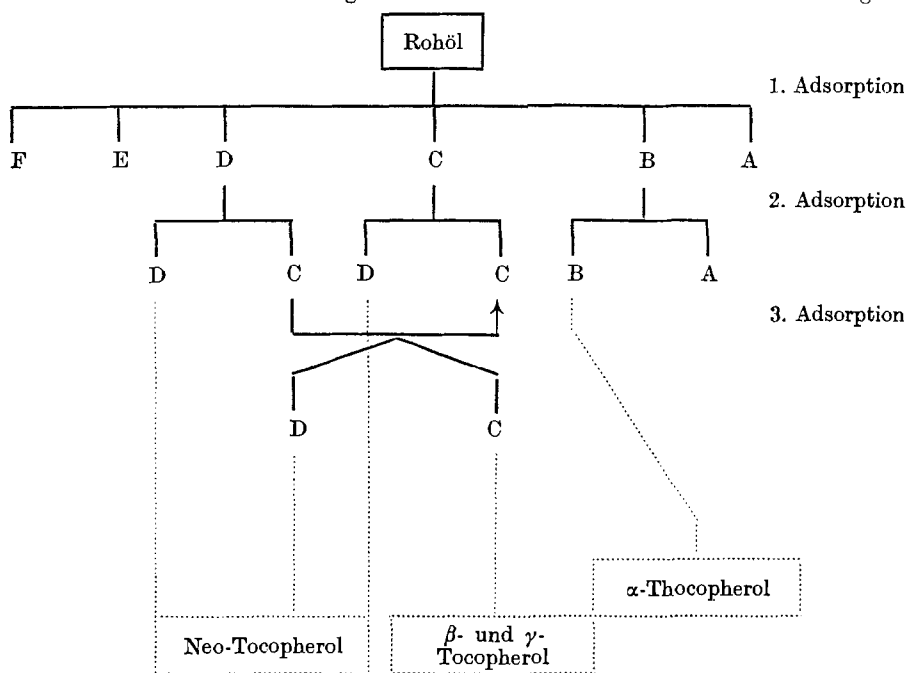 Rohöl
1. Adsorption
F E D C B A
2. Adsorption
D C D C B A
3. Adsorption
D C
α-Thocopherol
Neo-Tocopherol
β- und γ-
Tocopherol